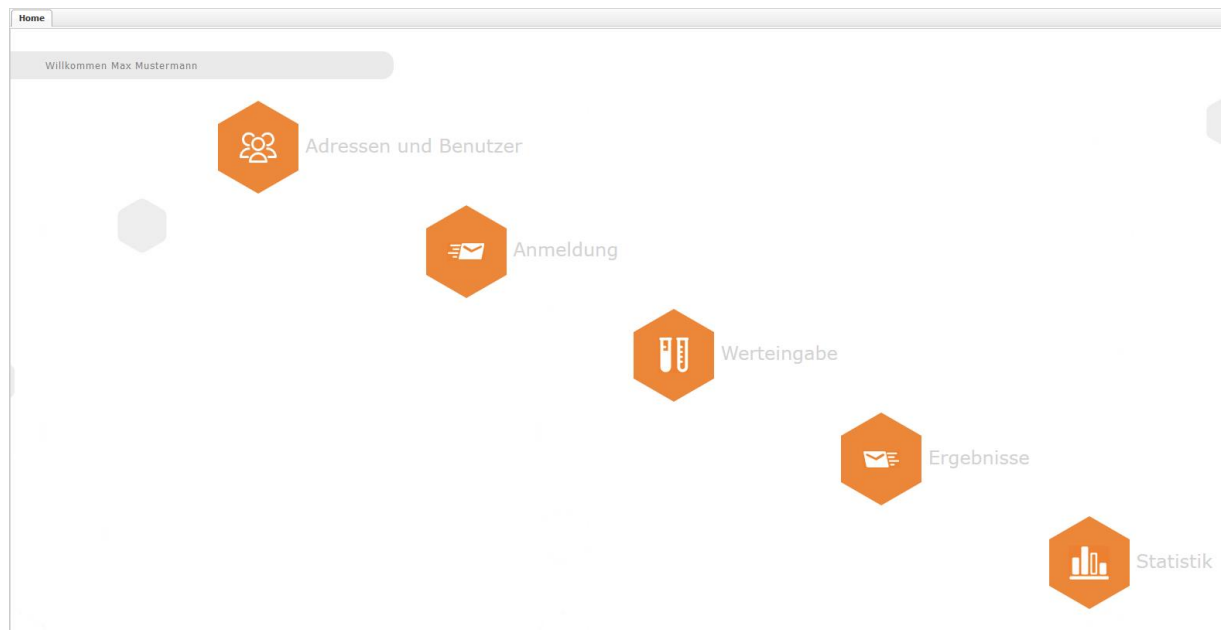 Home
Willkommen Max Mustermann
Adressen und Benutzer
Anmeldung
Werteingabe
Ergebnisse
Statistik